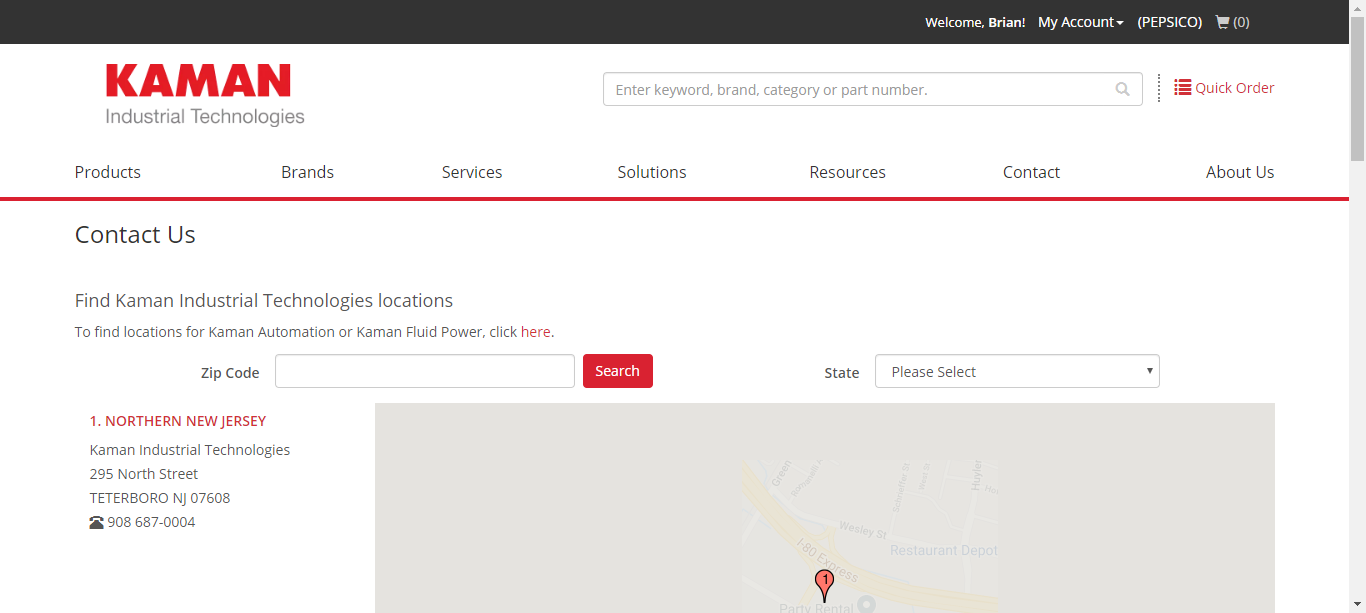 Welcome, Brian! My Account (PEPSICO) (0)
KAMAN
Industrial Technologies
Enter keyword, brand, category or part number.
Quick Order
Products Brands Services Solutions Resources Contact About Us
Contact Us
Find Kaman Industrial Technologies locations
To find locations for Kaman Automation or Kaman Fluid Power, click here.
Zip Code Search State Please Select
1. NORTHERN NEW JERSEY
Kaman Industrial Technologies
295 North Street
TETERBORO NJ 07608
908 687-0004
Green
Huyler
Wesley St
Restaurant Depot
I-80 Express
1
Party Rental